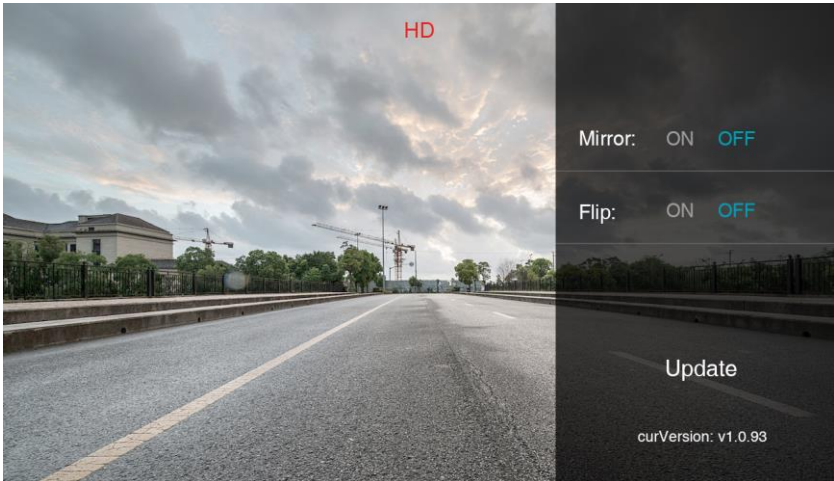 HD
Mirror: ON OFF
Flip: ON OFF
Update
curVersion: v1.0.93